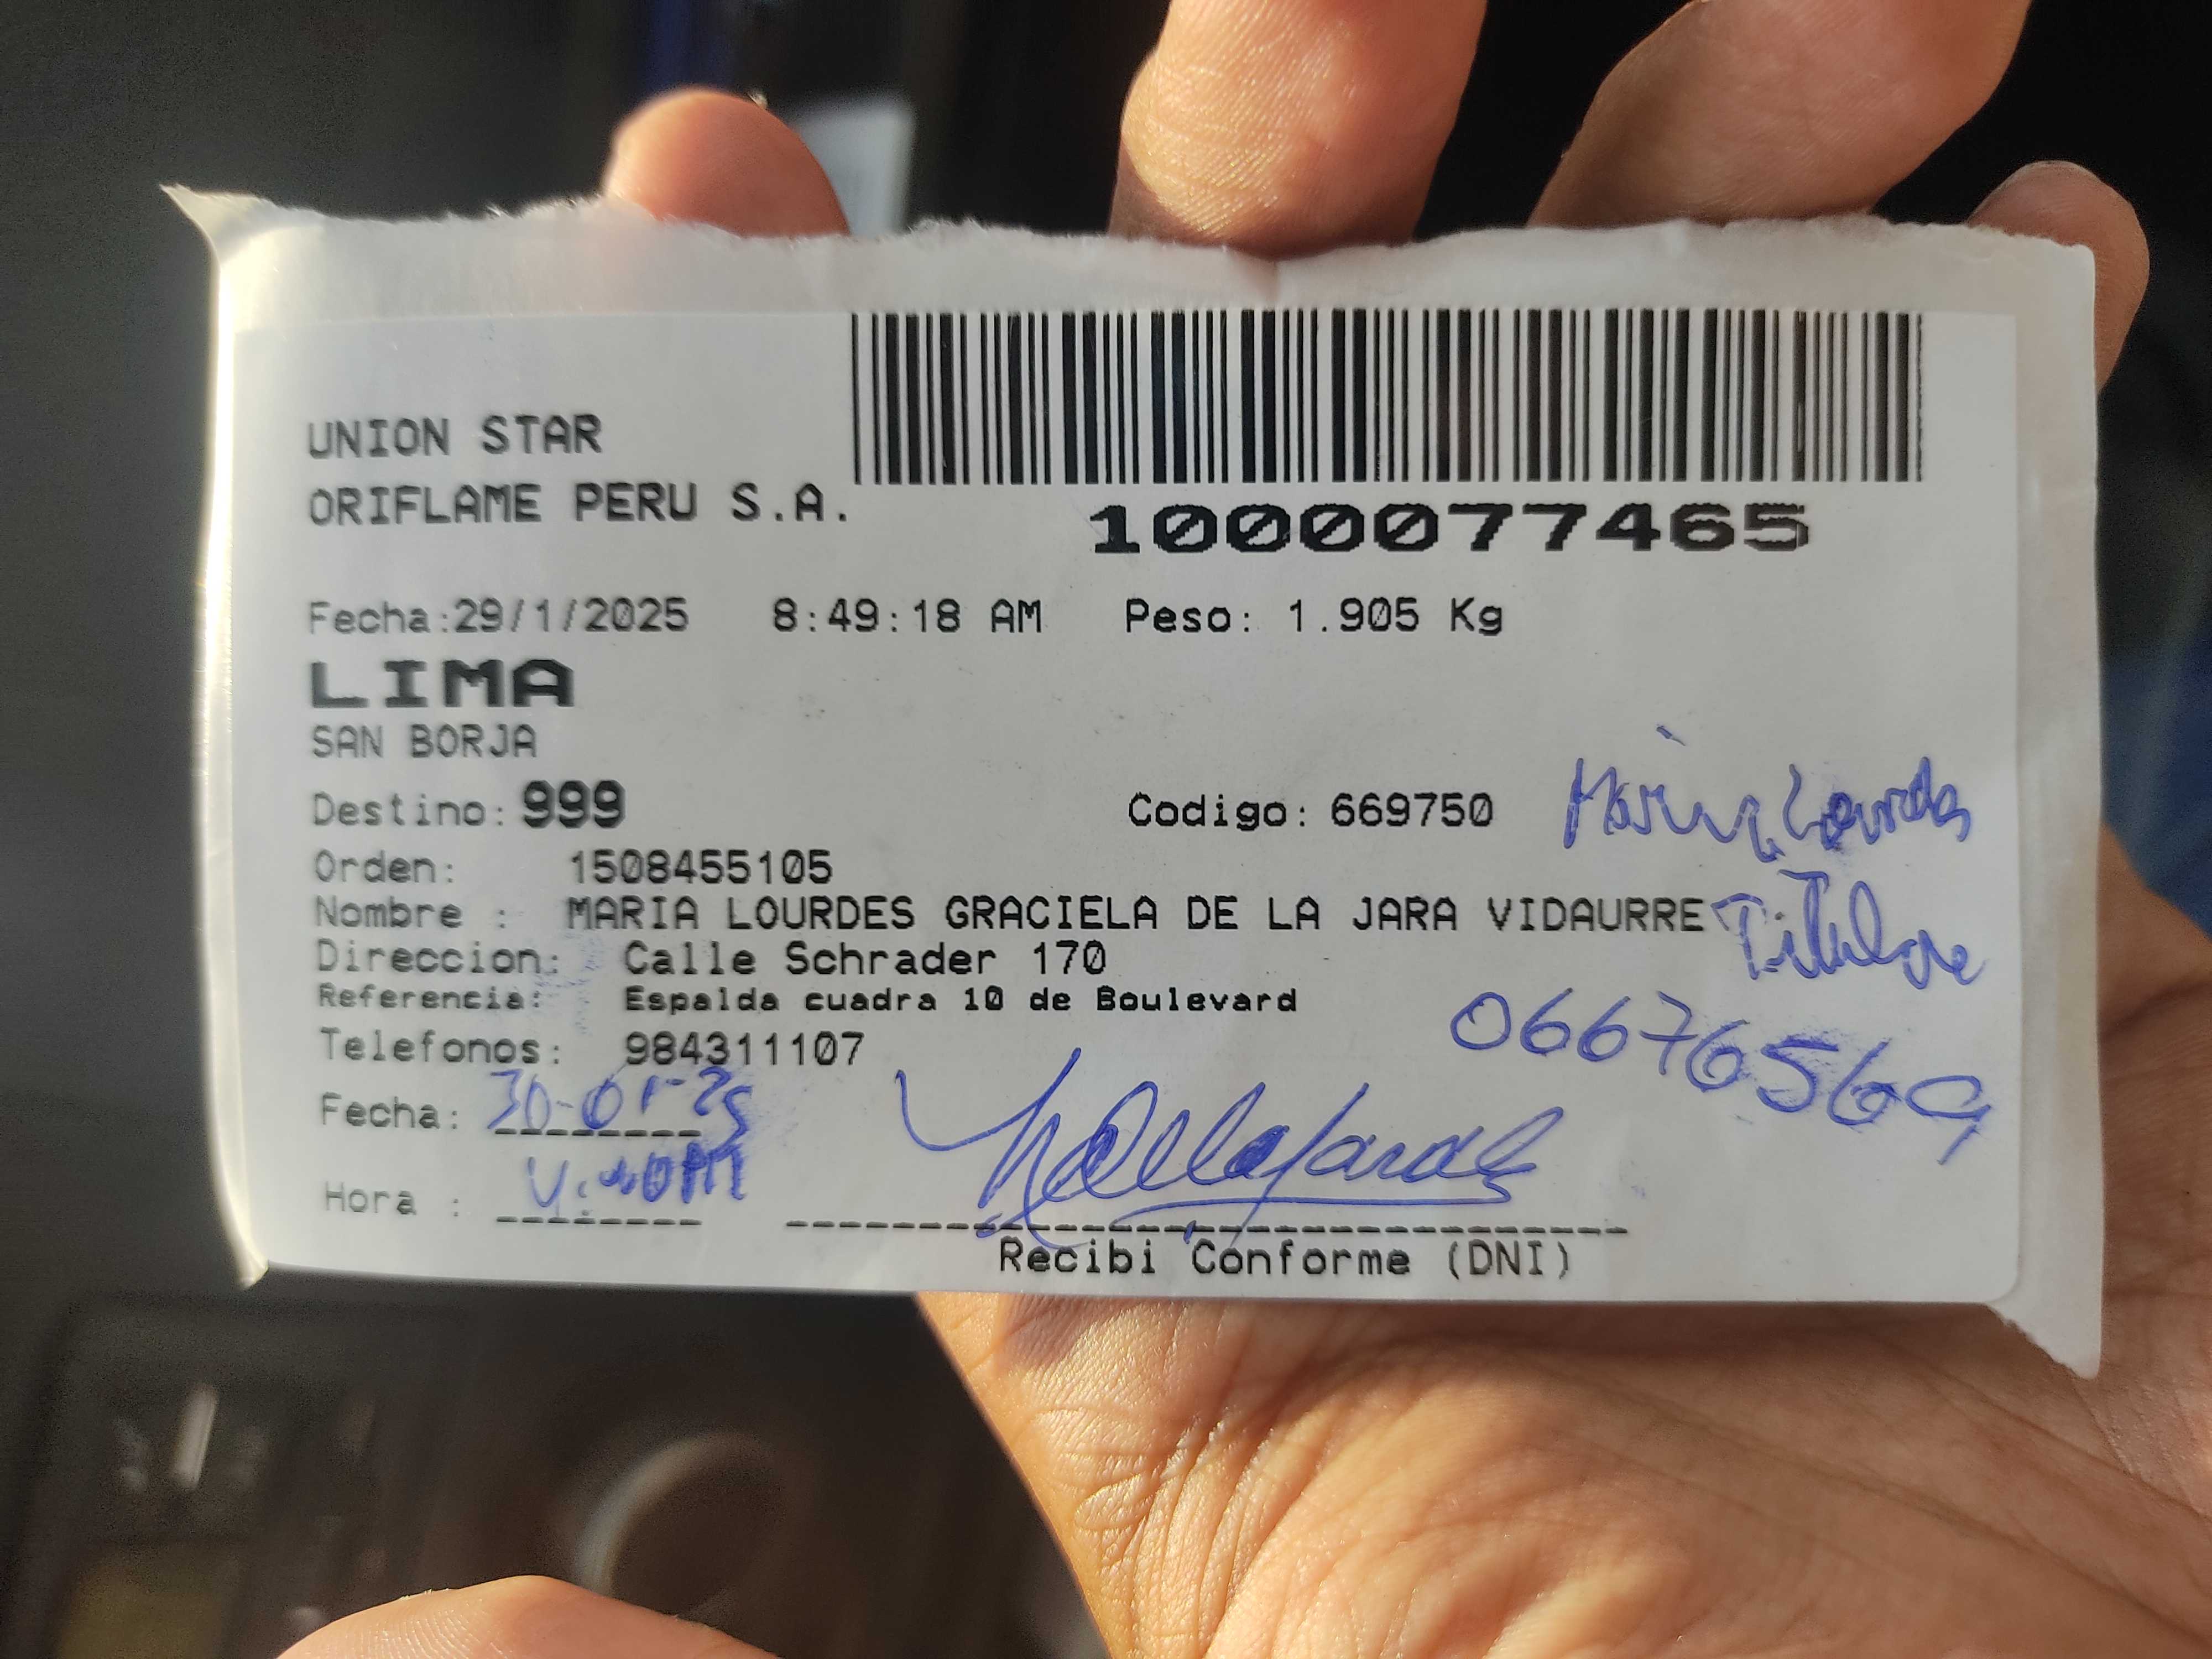 UNION STAR
ORIFLAME PERU S.A.
1000077465
Fecha:29/1/2025 8:49:18 AM Peso: 1.905 Kg
LIMA
SAN BORJA
Destino: 999 Codigo: 669750
Maria Lourdes
Orden: 1508455105
Nombre : MARIA LOURDES GRACIELA DE LA JARA VIDAURRE
Titular
Direccion: Calle Schrader 170
Referencia: Espalda cuadra 10 de Boulevard
06676569
Telefonos: 984311107
Fecha: 30-01-25
Hora :
Recibi Conforme (DNI)